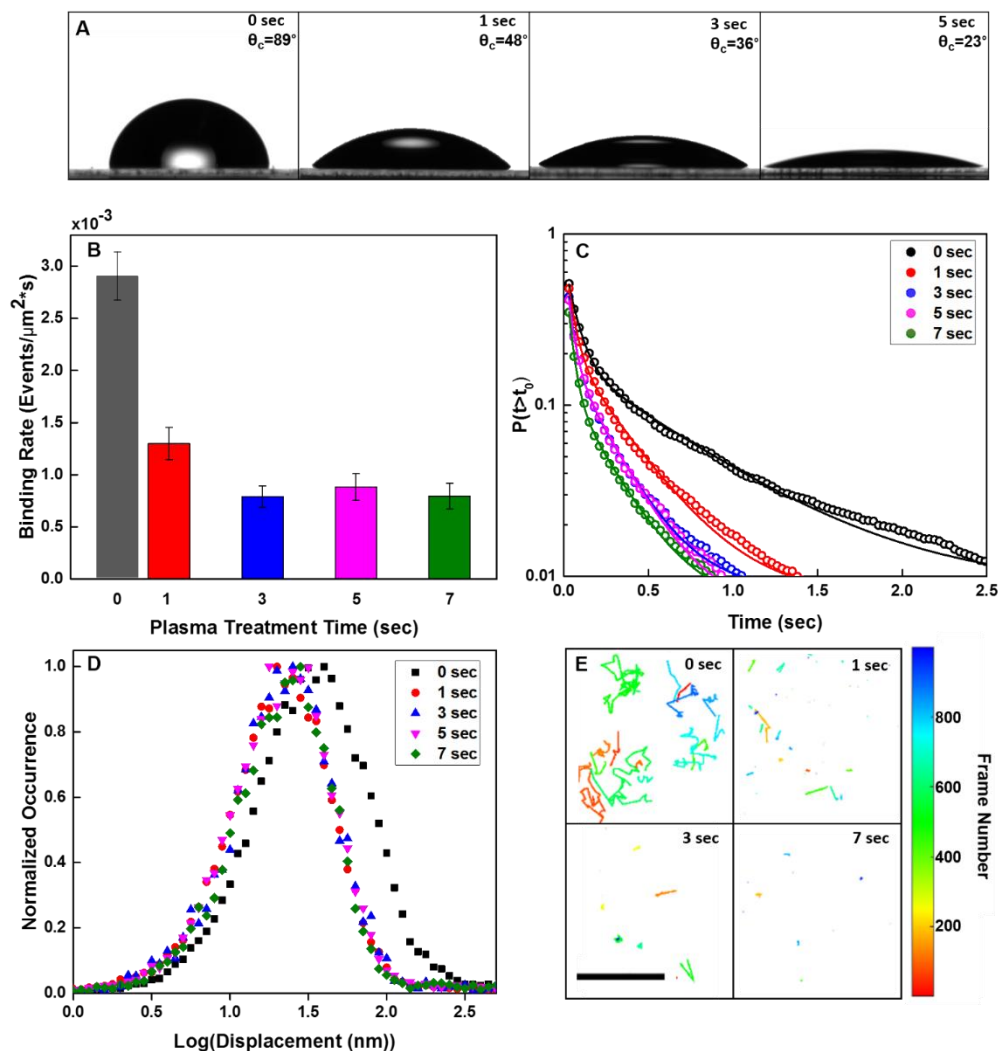 A
0 sec
θc=89°
1 sec
θc=48°
3 sec
θc=36°
5 sec
θc=23°
x10⁻³
B
3.0
2.5
2.0
1.5
1.0
0.5
0.0
Binding Rate (Events/μm²*s)
0 1 3 5 7
Plasma Treatment Time (sec)
C
0 sec
1 sec
3 sec
5 sec
7 sec
1
0.1
0.01
P(t>t₀)
0.0 0.5 1.0 1.5 2.0 2.5
Time (sec)
D
0 sec
1 sec
3 sec
5 sec
7 sec
1.0
0.8
0.6
0.4
0.2
0.0
Normalized Occurrence
0.0 0.5 1.0 1.5 2.0 2.5
Log(Displacement (nm))
E
0 sec
1 sec
3 sec
7 sec
800
600
400
200
Frame Number